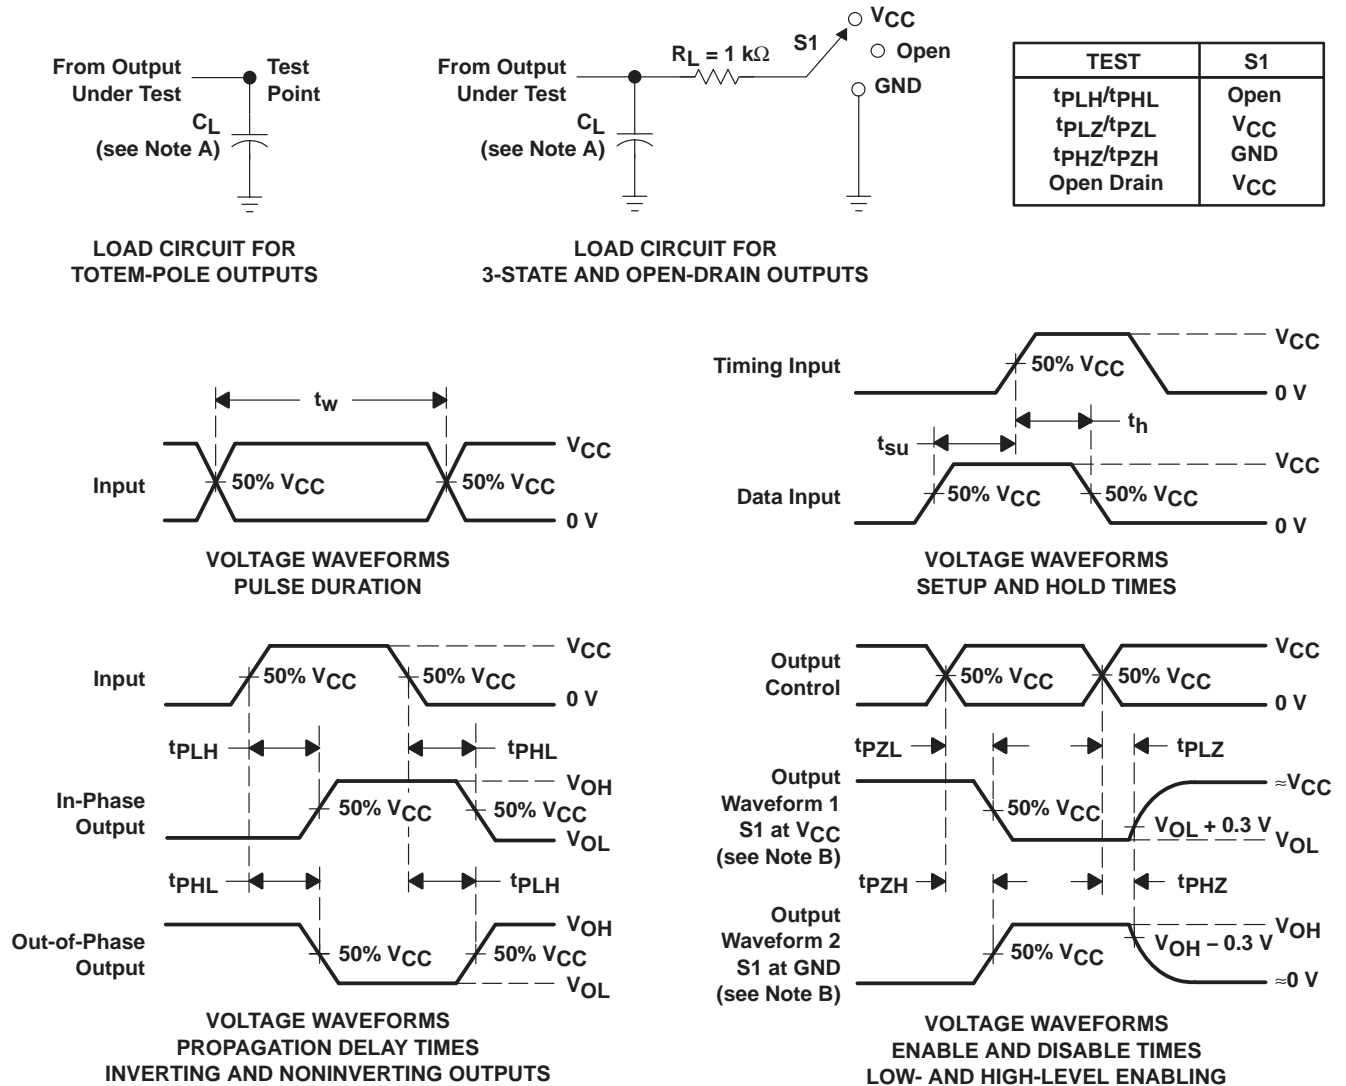 From Output
Under Test
Test
Point
CL
(see Note A)
LOAD CIRCUIT FOR
TOTEM-POLE OUTPUTS
From Output
Under Test
RL = 1 kΩ
S1
VCC
Open
GND
CL
(see Note A)
LOAD CIRCUIT FOR
3-STATE AND OPEN-DRAIN OUTPUTS
TEST S1
tPLH/tPHL Open
tPLZ/tPZL VCC
tPHZ/tPZH GND
Open Drain VCC
tw
Input
50% VCC
50% VCC
VCC
0 V
VOLTAGE WAVEFORMS
PULSE DURATION
Timing Input
50% VCC
VCC
0 V
tsu
th
Data Input
50% VCC
50% VCC
VCC
0 V
VOLTAGE WAVEFORMS
SETUP AND HOLD TIMES
Input
50% VCC
50% VCC
VCC
0 V
tPLH
tPHL
In-Phase
Output
50% VCC
50% VCC
VOH
VOL
tPHL
tPLH
Out-of-Phase
Output
50% VCC
50% VCC
VOH
VOL
VOLTAGE WAVEFORMS
PROPAGATION DELAY TIMES
INVERTING AND NONINVERTING OUTPUTS
Output
Control
50% VCC
50% VCC
VCC
0 V
tPZL
tPLZ
Output
Waveform 1
S1 at VCC
(see Note B)
50% VCC
≈VCC
VOL + 0.3 V
VOL
tPZH
tPHZ
Output
Waveform 2
S1 at GND
(see Note B)
50% VCC
VOH
VOH − 0.3 V
≈0 V
VOLTAGE WAVEFORMS
ENABLE AND DISABLE TIMES
LOW- AND HIGH-LEVEL ENABLING